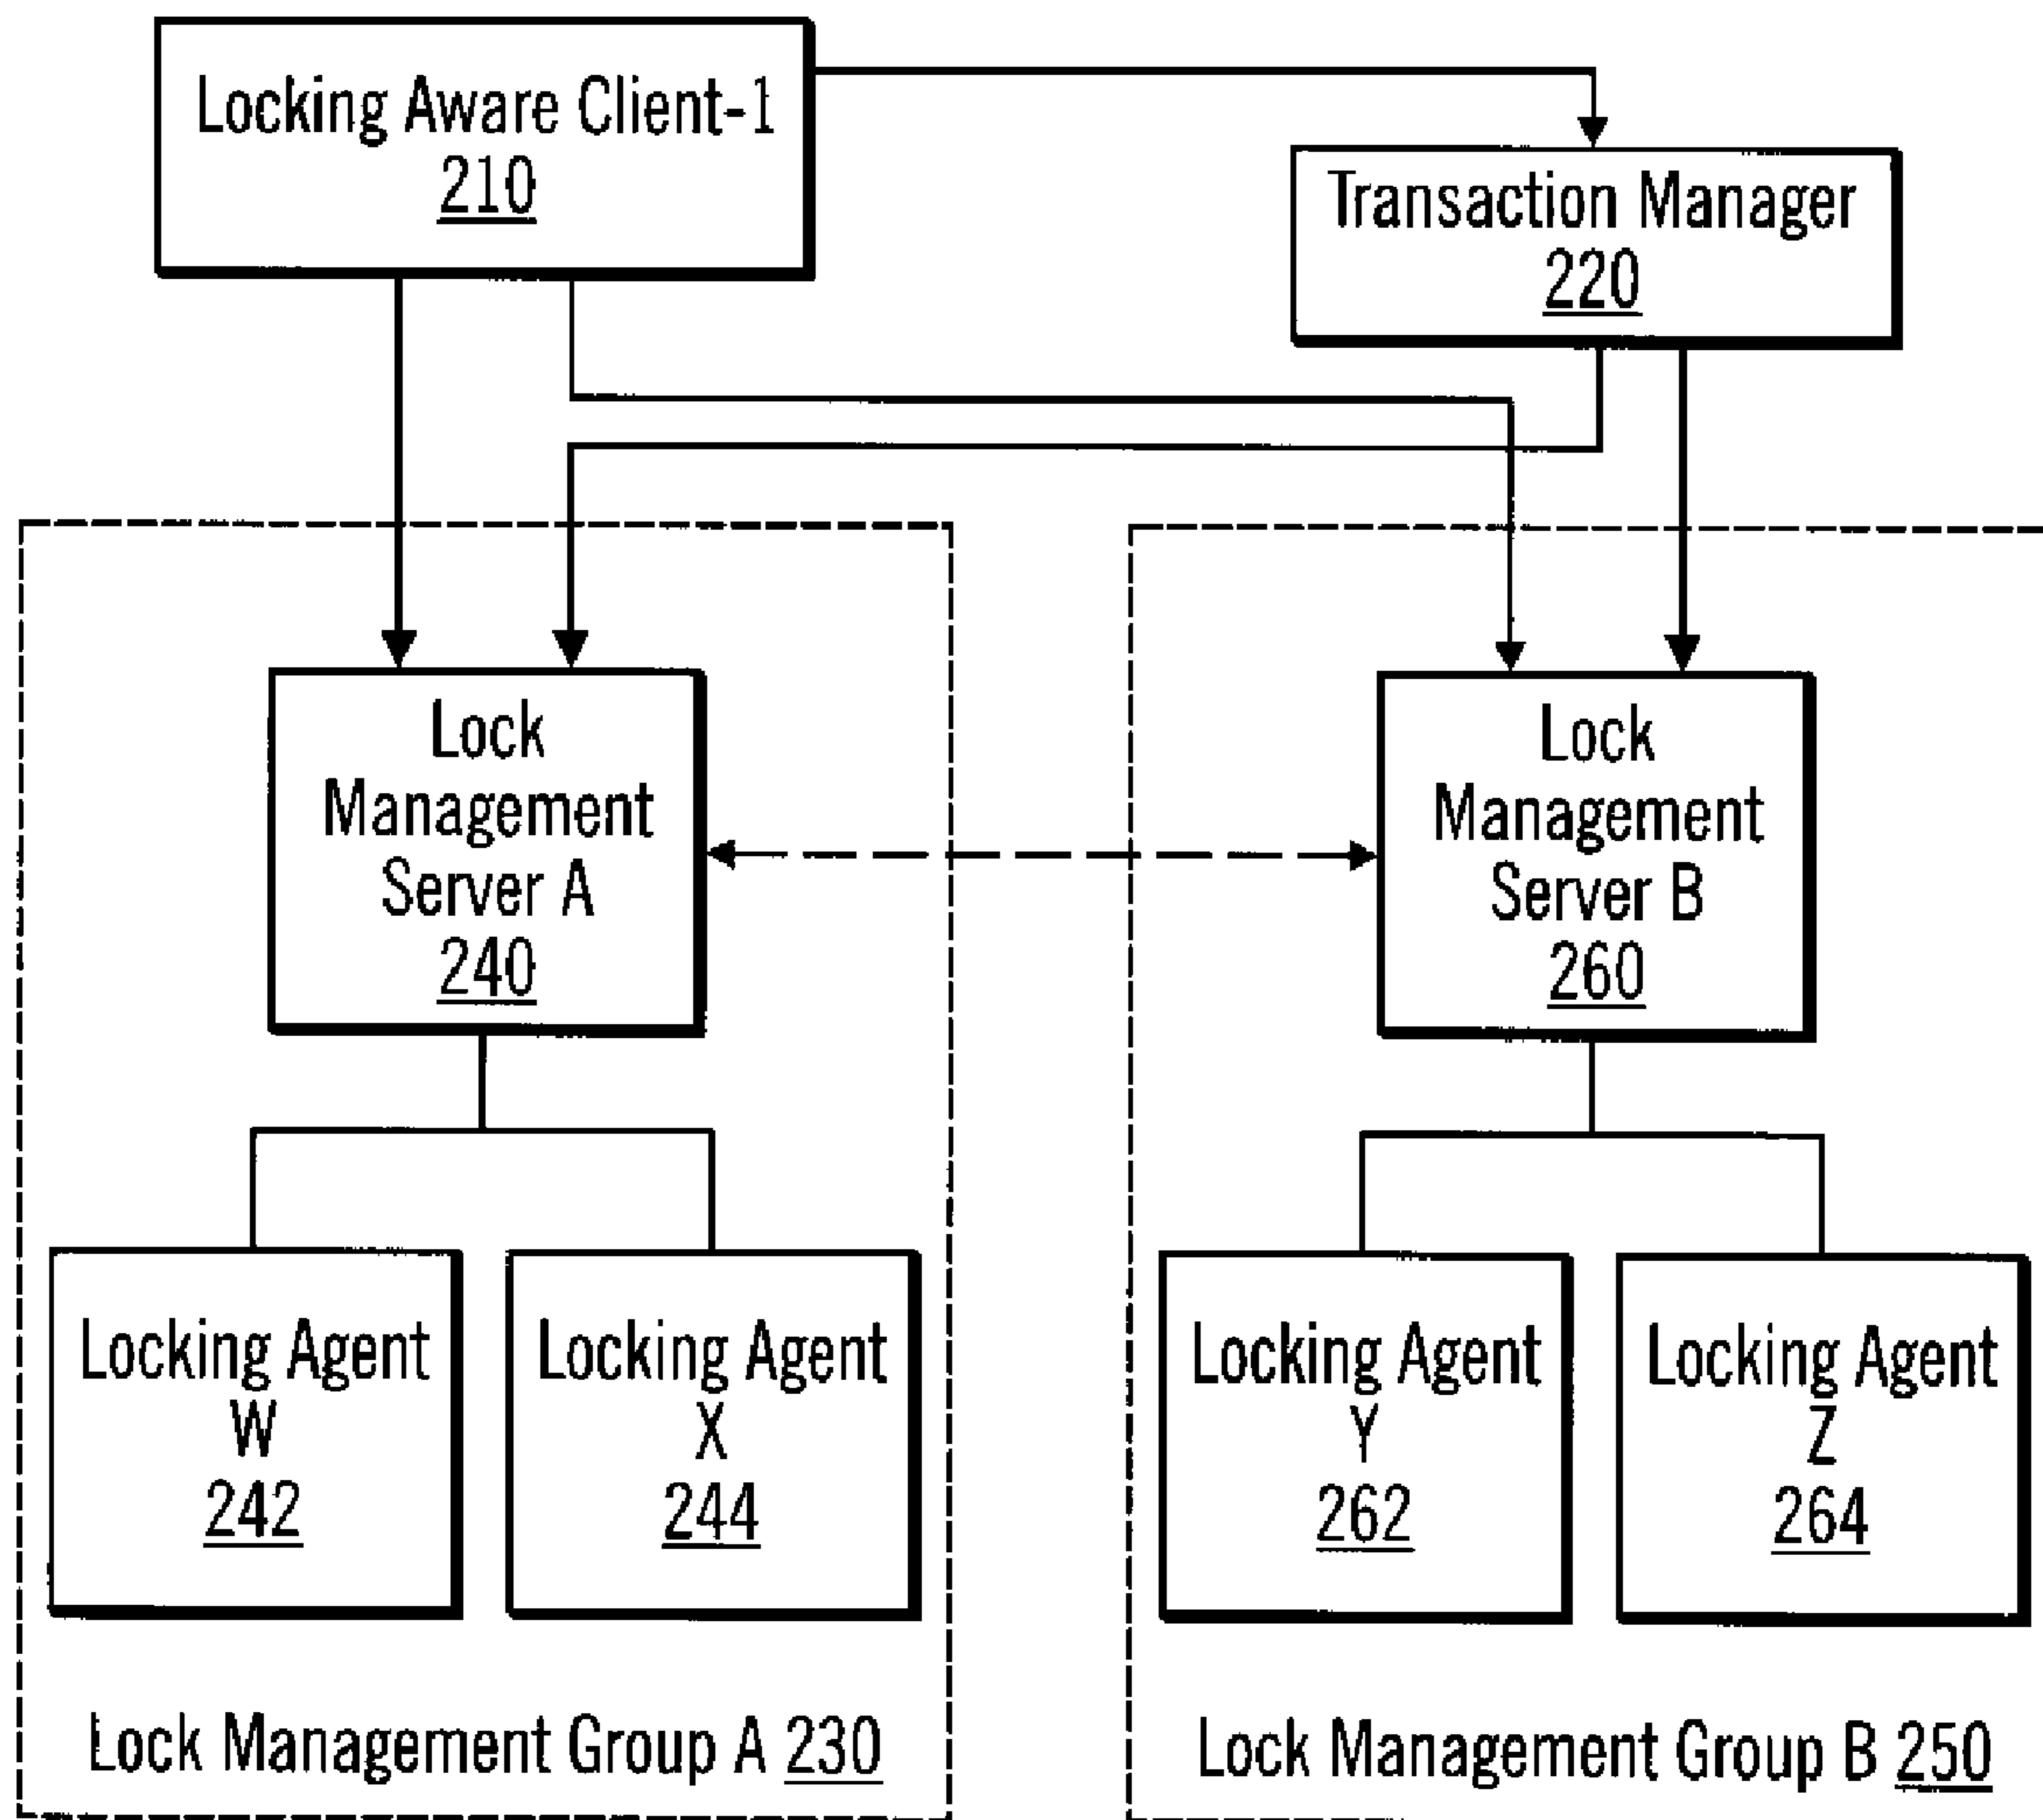 Locking Aware Client-1
210
Transaction Manager
220
Lock
Management
Server A
240
Lock
Management
Server B
260
Locking Agent
W
242
Locking Agent
X
244
Locking Agent
Y
262
Locking Agent
Z
264
Lock Management Group A 230
Lock Management Group B 250